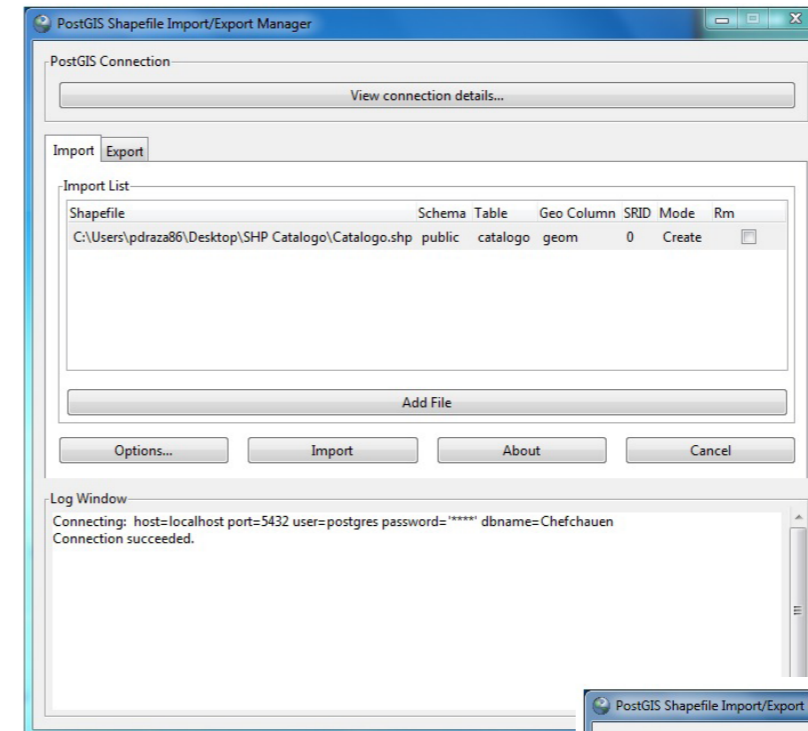 PostGIS Shapefile Import/Export Manager
PostGIS Connection
View connection details...
Import Export
Import List
Shapefile Schema Table Geo Column SRID Mode Rm
C:\Users\pdraza86\Desktop\SHP Catalogo\Catalogo.shp public catalogo geom 0 Create
Add File
Options... Import About Cancel
Log Window
Connecting: host=localhost port=5432 user=postgres password='****' dbname=Chefchauen
Connection succeeded.
PostGIS Shapefile Import/Export